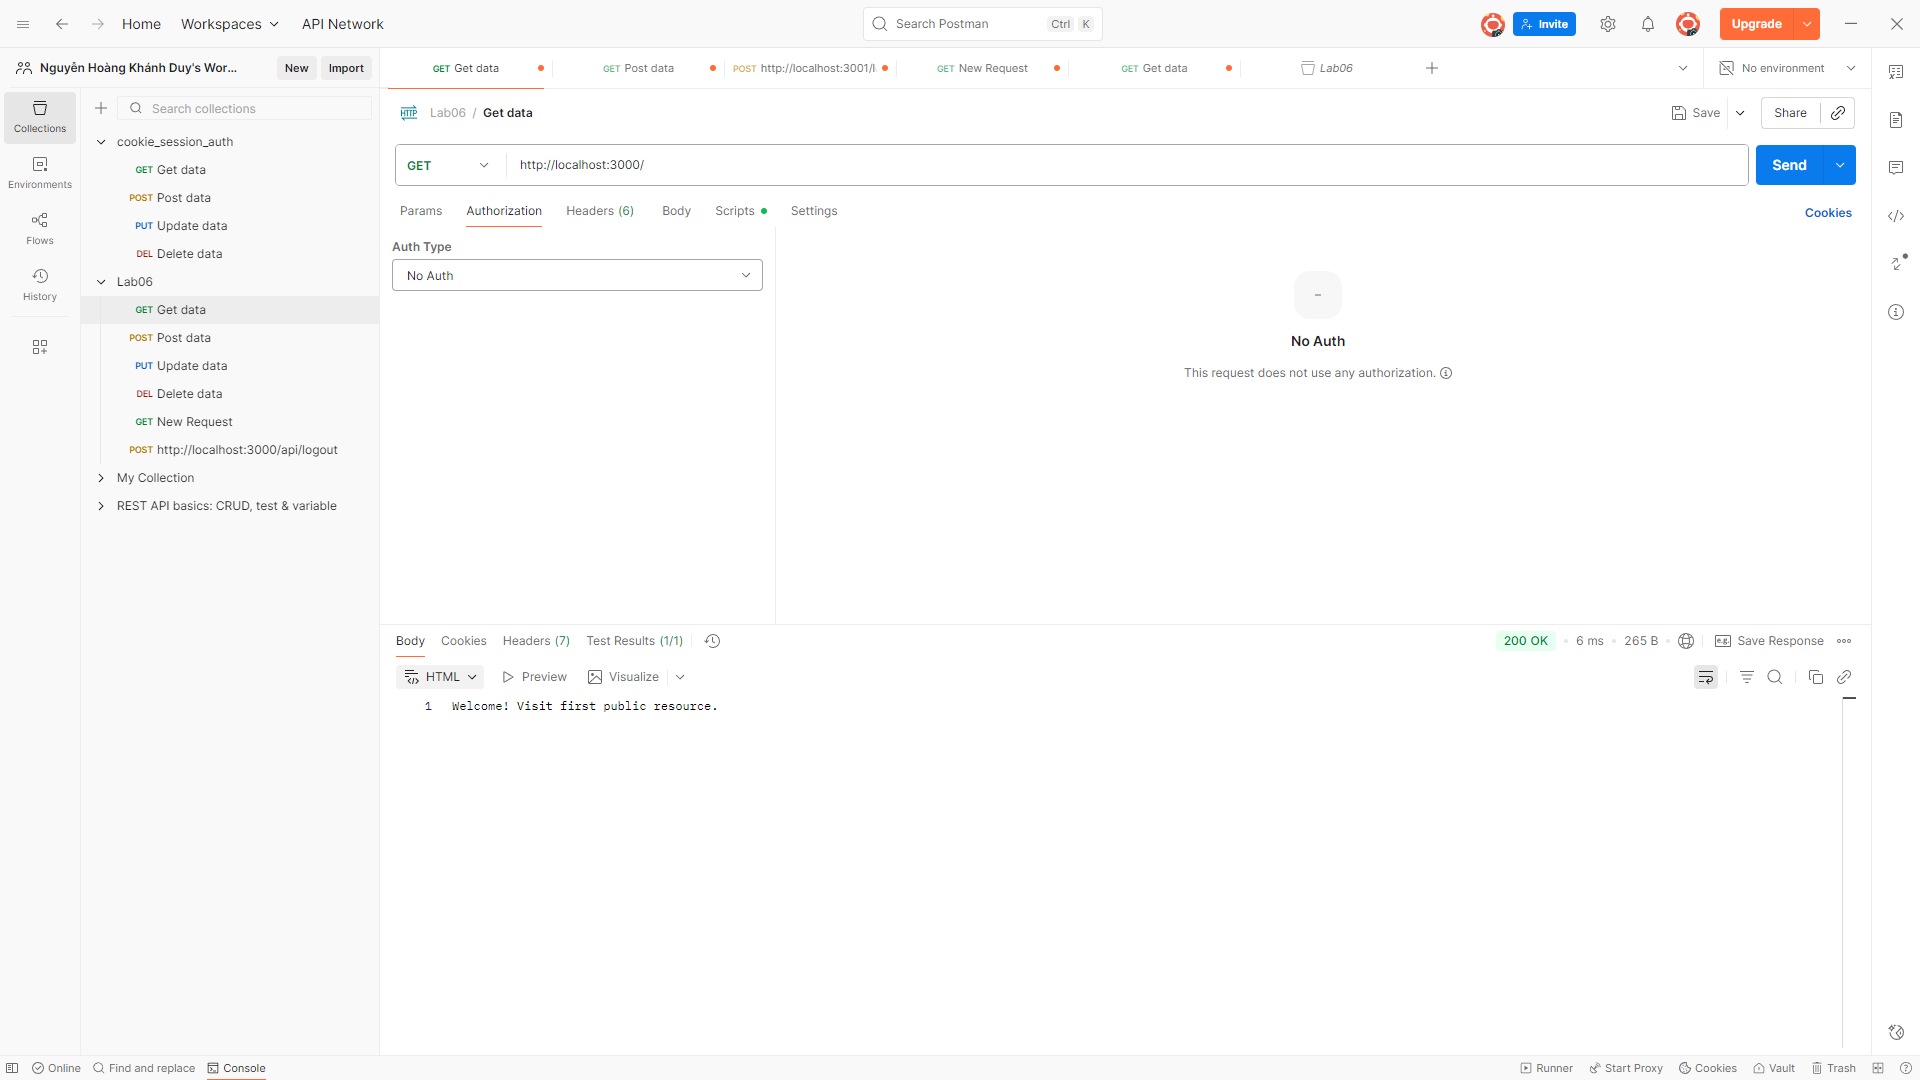 Home
Workspaces
API Network
Search Postman
Ctrl
K
Invite
Upgrade
Nguyễn Hoàng Khánh Duy's Wor...
New
Import
GET Get data
GET Post data
POST http://localhost:3001/l
GET New Request
GET Get data
Lab06
No environment
Collections
Environments
Flows
History
Search collections
cookie_session_auth
GET Get data
POST Post data
PUT Update data
DEL Delete data
Lab06
GET Get data
POST Post data
PUT Update data
DEL Delete data
GET New Request
POST http://localhost:3000/api/logout
My Collection
REST API basics: CRUD, test & variable
HTTP Lab06 / Get data
Save
Share
GET
http://localhost:3000/
Send
Params
Authorization
Headers (6)
Body
Scripts
Settings
Cookies
Auth Type
No Auth
No Auth
This request does not use any authorization.
Body
Cookies
Headers (7)
Test Results (1/1)
200 OK
6 ms
265 B
e.g.
Save Response
HTML
Preview
Visualize
1 Welcome! Visit first public resource.
Online
Find and replace
Console
Runner
Start Proxy
Cookies
Vault
Trash